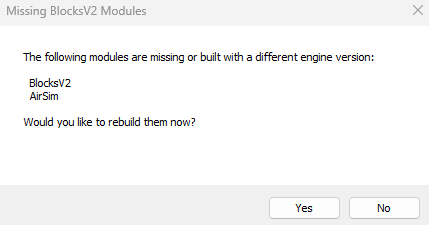 Missing BlocksV2 Modules
The following modules are missing or built with a different engine version:
BlocksV2
AirSim
Would you like to rebuild them now?
Yes
No